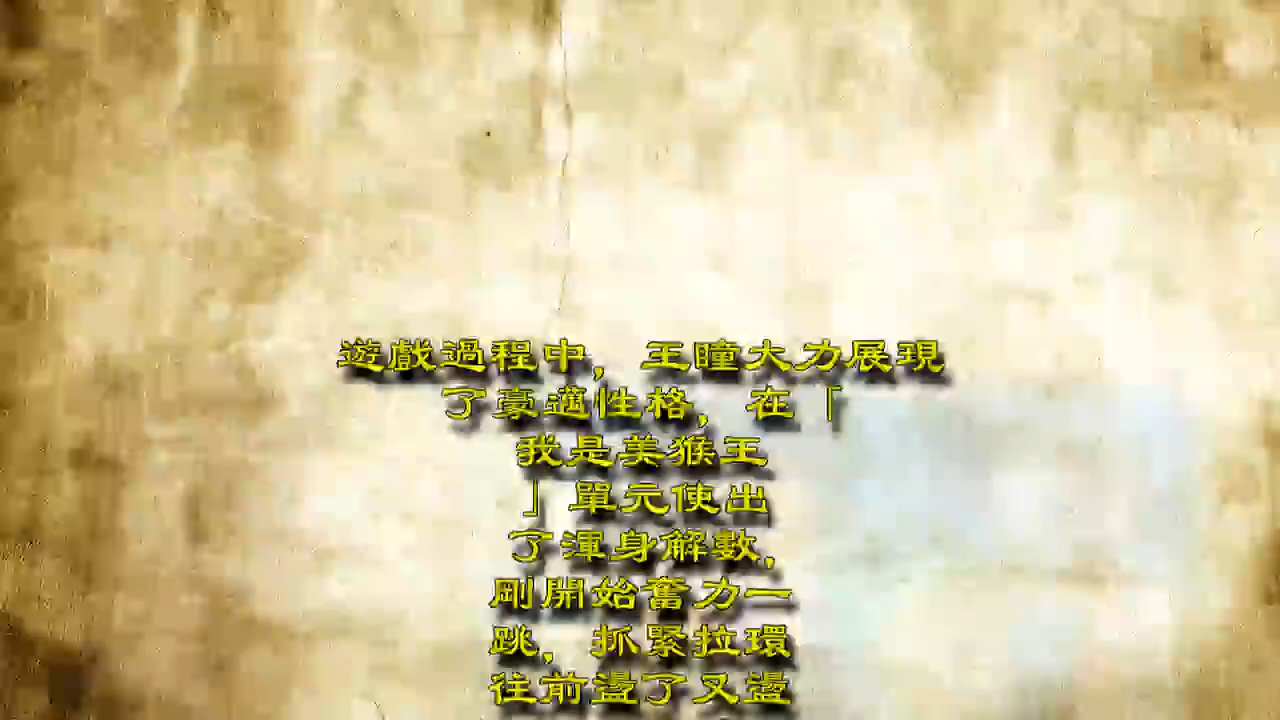 遊戲過程中，王瞳大力展現
了豪邁性格，在「
我是美猴王
」單元使出
了渾身解數，
剛開始奮力一
跳，抓緊拉環
往前盪了又盪